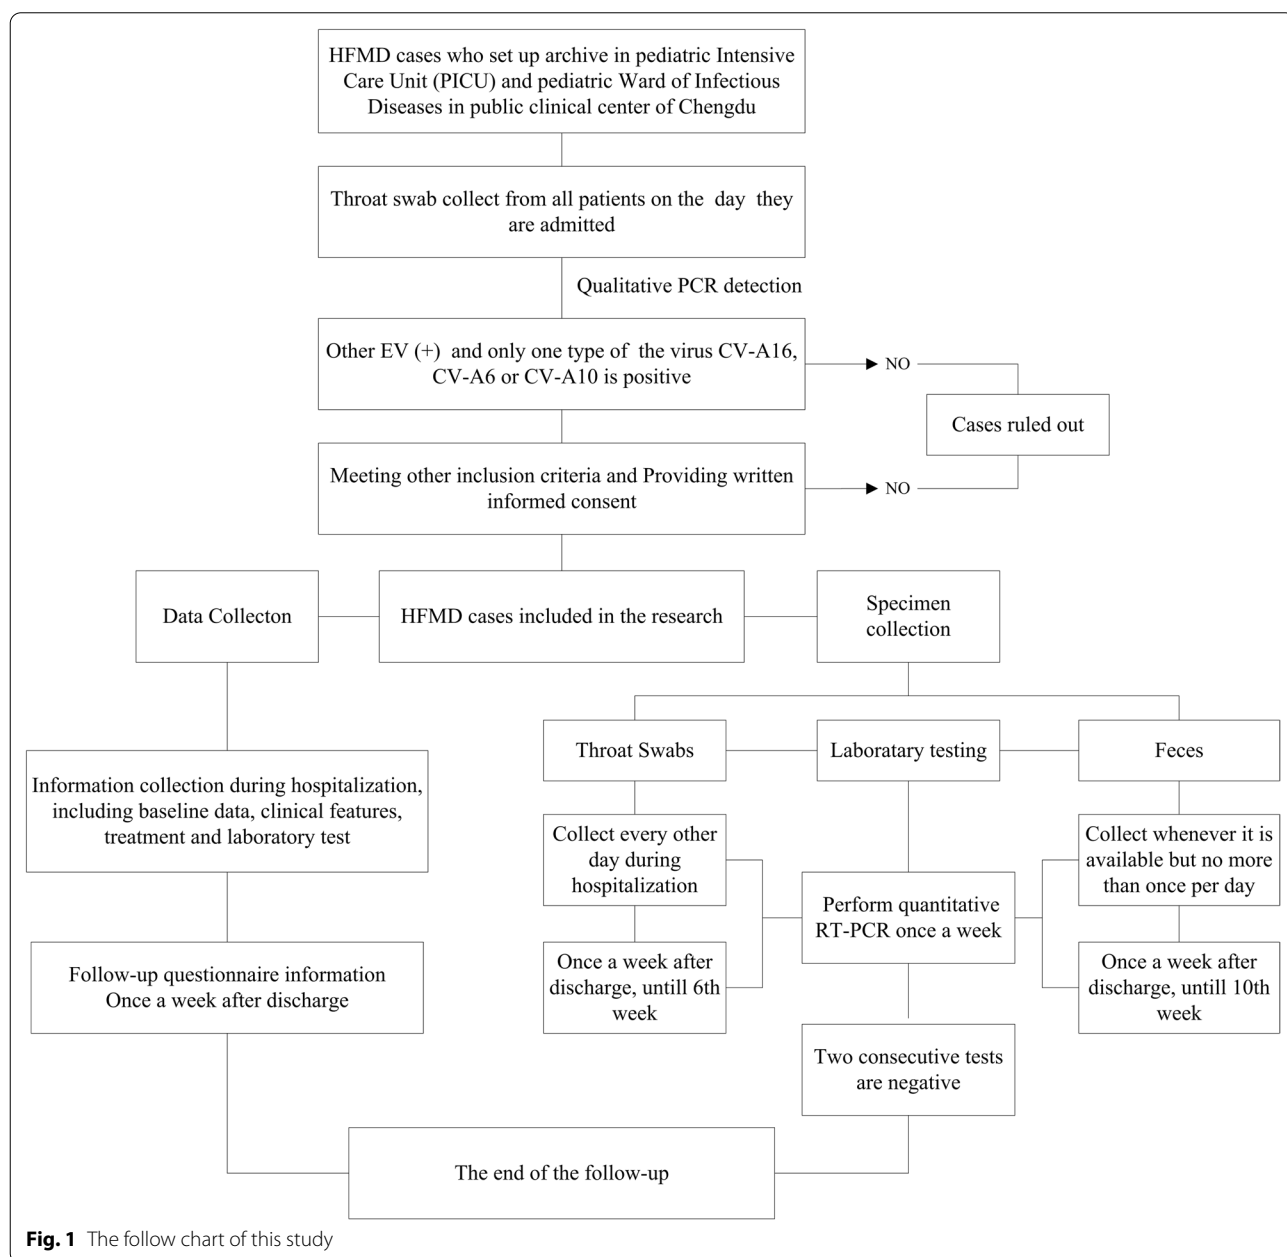 HFMD cases who set up archive in pediatric Intensive
Care Unit (PICU) and pediatric Ward of Infectious
Diseases in public clinical center of Chengdu
Throat swab collect from all patients on the day they
are admitted
Qualitative PCR detection
Other EV (+) and only one type of the virus CV-A16,
CV-A6 or CV-A10 is positive
NO
Cases ruled out
Meeting other inclusion criteria and Providing written
informed consent
NO
Data Collecton
HFMD cases included in the research
Specimen
collection
Throat Swabs
Laboratary testing
Feces
Information collection during hospitalization,
including baseline data, clinical features,
treatment and laboratory test
Collect every other
day during
hospitalization
Collect whenever it is
available but no more
than once per day
Perform quantitative
RT-PCR once a week
Follow-up questionnaire information
Once a week after discharge
Once a week after
discharge, untill 6th
week
Once a week after
discharge, untill 10th
week
Two consecutive tests
are negative
The end of the follow-up
Fig. 1 The follow chart of this study